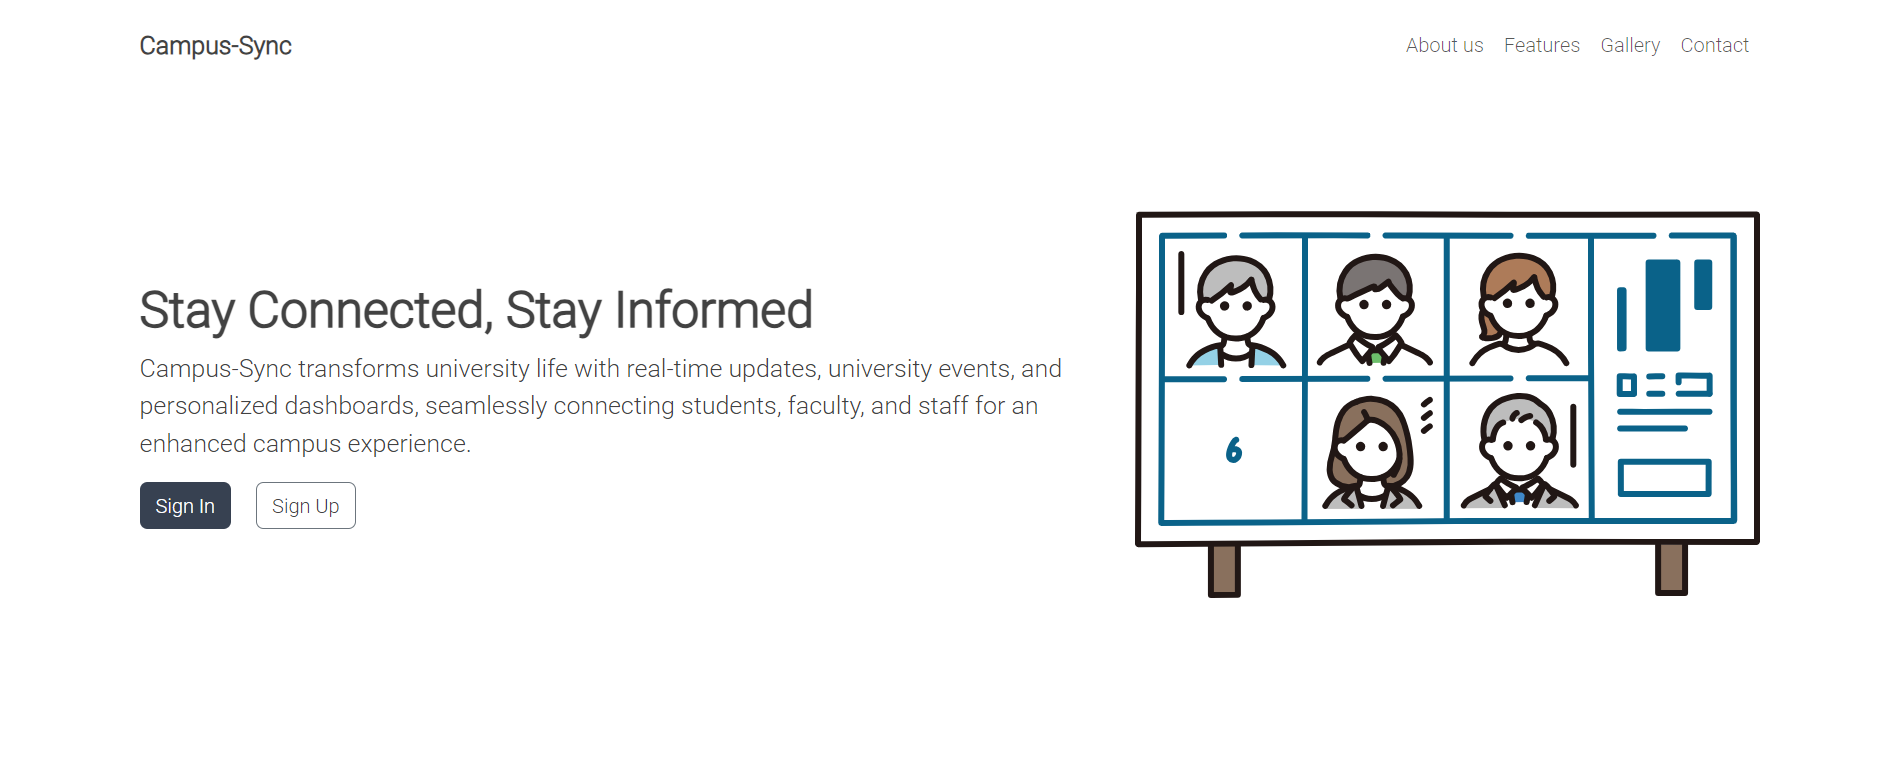 Campus-Sync
About us Features Gallery Contact
Stay Connected, Stay Informed
Campus-Sync transforms university life with real-time updates, university events, and
personalized dashboards, seamlessly connecting students, faculty, and staff for an
enhanced campus experience.
Sign In Sign Up
6